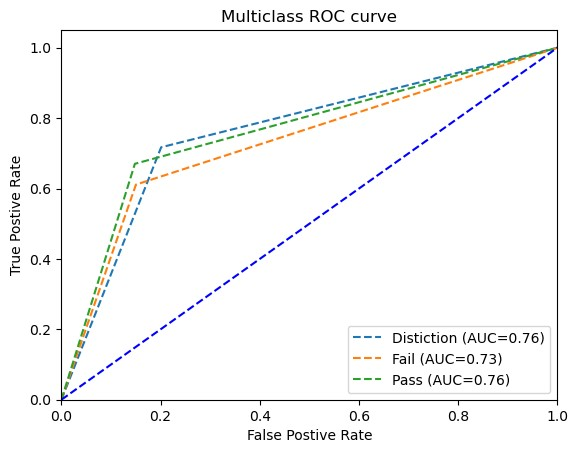 Multiclass ROC curve
True Postive Rate
1.0
0.8
0.6
0.4
0.2
0.0
0.0 0.2 0.4 0.6 0.8 1.0
False Postive Rate
Distiction (AUC=0.76)
Fail (AUC=0.73)
Pass (AUC=0.76)